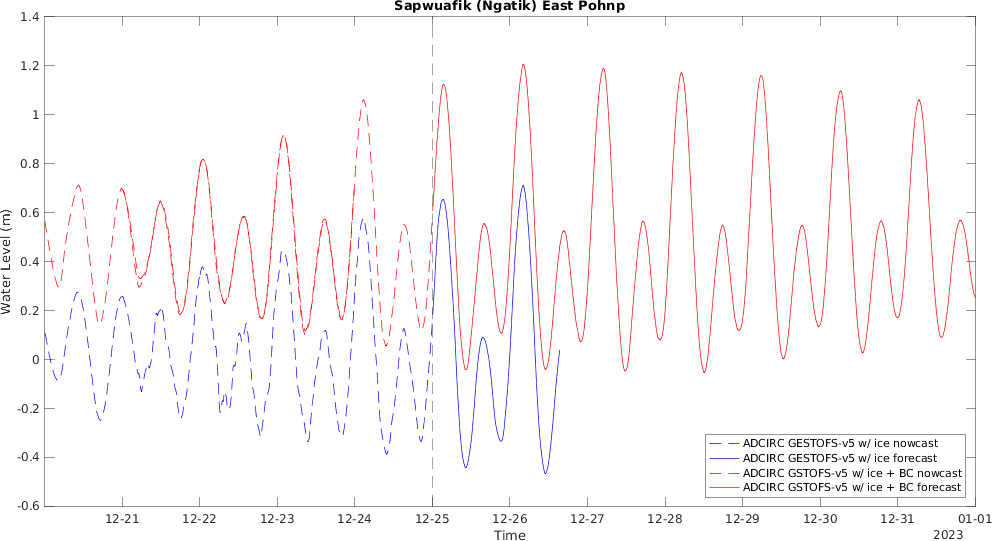 Sapwuafik (Ngatik) East Pohnp
1.4
1.2
1
0.8
0.6
0.4
0.2
0
-0.2
-0.4
-0.6
Water Level (m)
ADCIRC GESTOFS-v5 w/ ice nowcast
ADCIRC GESTOFS-v5 w/ ice forecast
ADCIRC GSTOFS-v5 w/ ice + BC nowcast
ADCIRC GSTOFS-v5 w/ ice + BC forecast
12-21 12-22 12-23 12-24 12-25 12-26 12-27 12-28 12-29 12-30 12-31 01-01
Time 2023